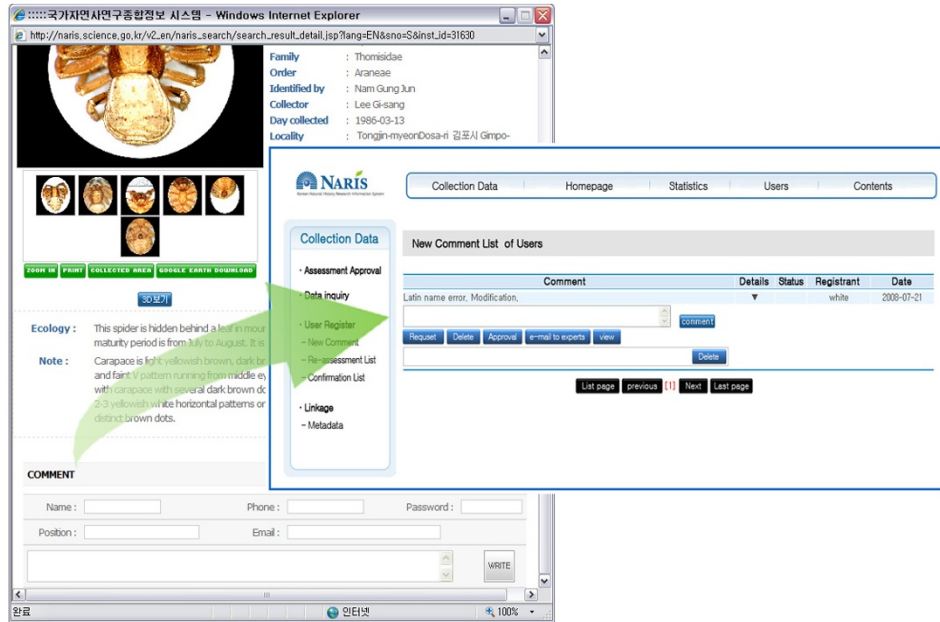 :::::국가자연사연구종합정보 시스템 - Windows Internet Explorer
http://naris.science.go.kr/v2_en/naris_search/search_result_detail.jsp?lang=EN&sno=S&inst_id=31630
Family : Thomisidae
Order : Araneae
Identified by : Nam Gung Jun
Collector : Lee Gi-sang
Day collected : 1986-03-13
Locality : Tongjin-myeonDosa-ri 김포시 Gimpo-
ZOOM IN PRINT COLLECTED AREA GOOGLE EARTH DOWNLOAD
3D보기
Ecology : This spider is hidden behind a leaf in mour
maturity period is from July to August. It is
Note : Carapace is light yellowish brown, dark br
and faint V pattern running from middle ey
with carapace with several dark brown do
2-3 yellowish white horizontal patterns or
distinct brown dots.
COMMENT
Name : Phone : Password :
Position : Email :
WRITE
완료 인터넷 100%
NARIS
Korean Natural History Research Information System
Collection Data Homepage Statistics Users Contents
Collection Data
· Assessment Approval
· Data inquiry
· User Register
- New Comment
- Re-assessment List
- Confirmation List
· Linkage
- Metadata
New Comment List of Users
Comment Details Status Registrant Date
Latin name error, Modification, ▼ white 2008-07-21
comment
Requset Delete Approval e-mail to experts view
Delete
List page previous [1] Next Last page